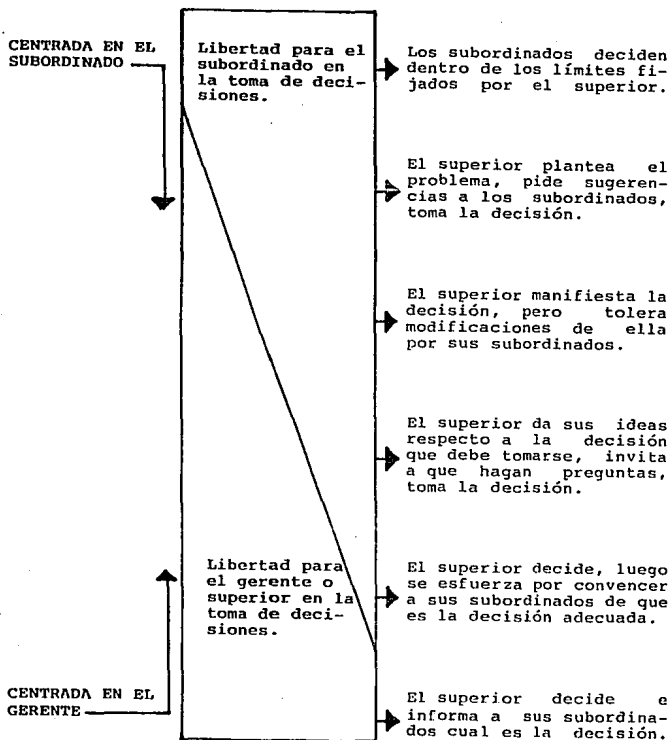 CENTRADA EN EL
SUBORDINADO
Libertad para el
subordinado en
la toma de deci-
siones.
Los subordinados deciden
dentro de los límites fi-
jados por el superior.
El superior plantea el
problema, pide sugeren-
cias a los subordinados,
toma la decisión.
El superior manifiesta la
decisión, pero tolera
modificaciones de ella
por sus subordinados.
El superior da sus ideas
respecto a la decisión
que debe tomarse, invita
a que hagan preguntas,
toma la decisión.
Libertad para
el gerente o
superior en la
toma de deci-
siones.
El superior decide, luego
se esfuerza por convencer
a sus subordinados de que
es la decisión adecuada.
CENTRADA EN EL
GERENTE
El superior decide e
informa a sus subordina-
dos cual es la decisión.